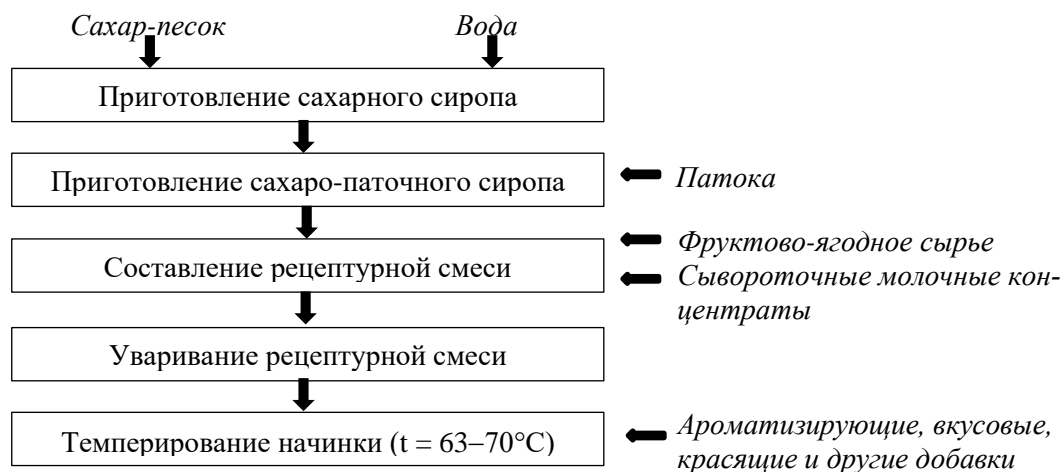 Сахар-песок Вода
Приготовление сахарного сиропа
Приготовление сахаро-паточного сиропа
Патока
Составление рецептурной смеси
Фруктово-ягодное сырье
Сывороточные молочные кон-
центраты
Уваривание рецептурной смеси
Темперирование начинки (t = 63–70°C)
Ароматизирующие, вкусовые,
красящие и другие добавки